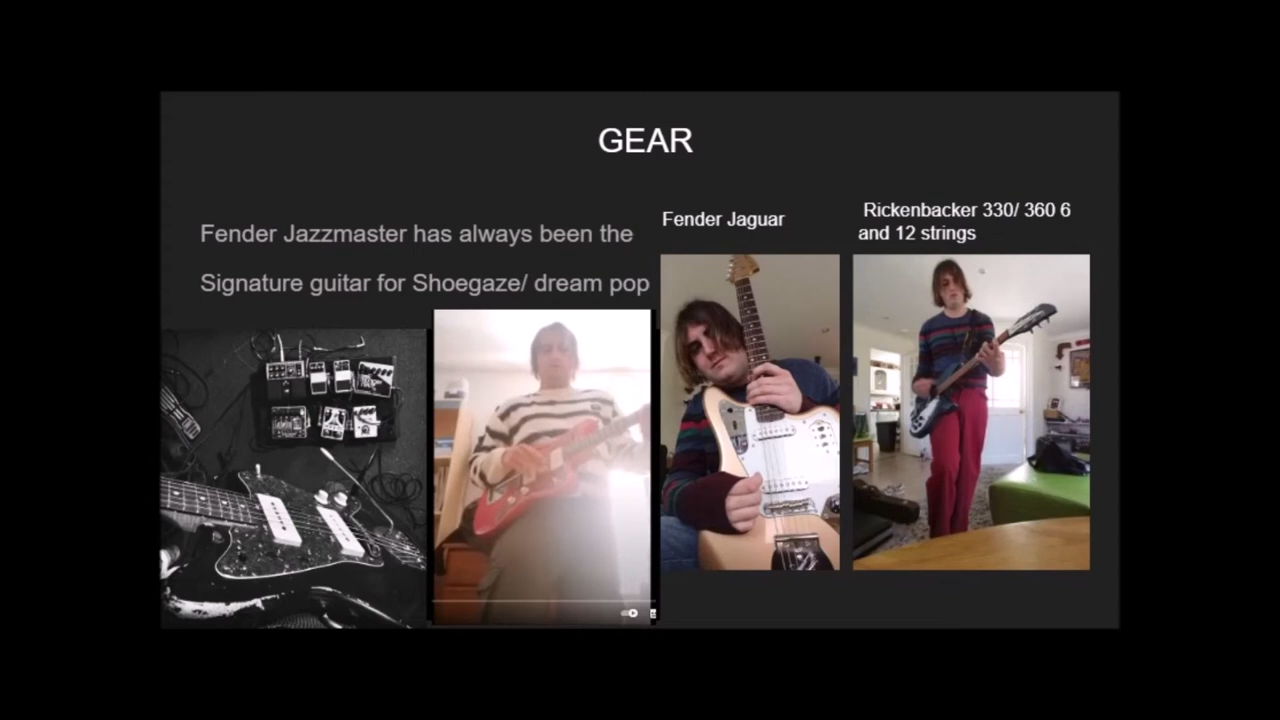 GEAR
Fender Jazzmaster has always been the
Signature guitar for Shoegaze/ dream pop
Fender Jaguar
Rickenbacker 330/ 360 6
and 12 strings